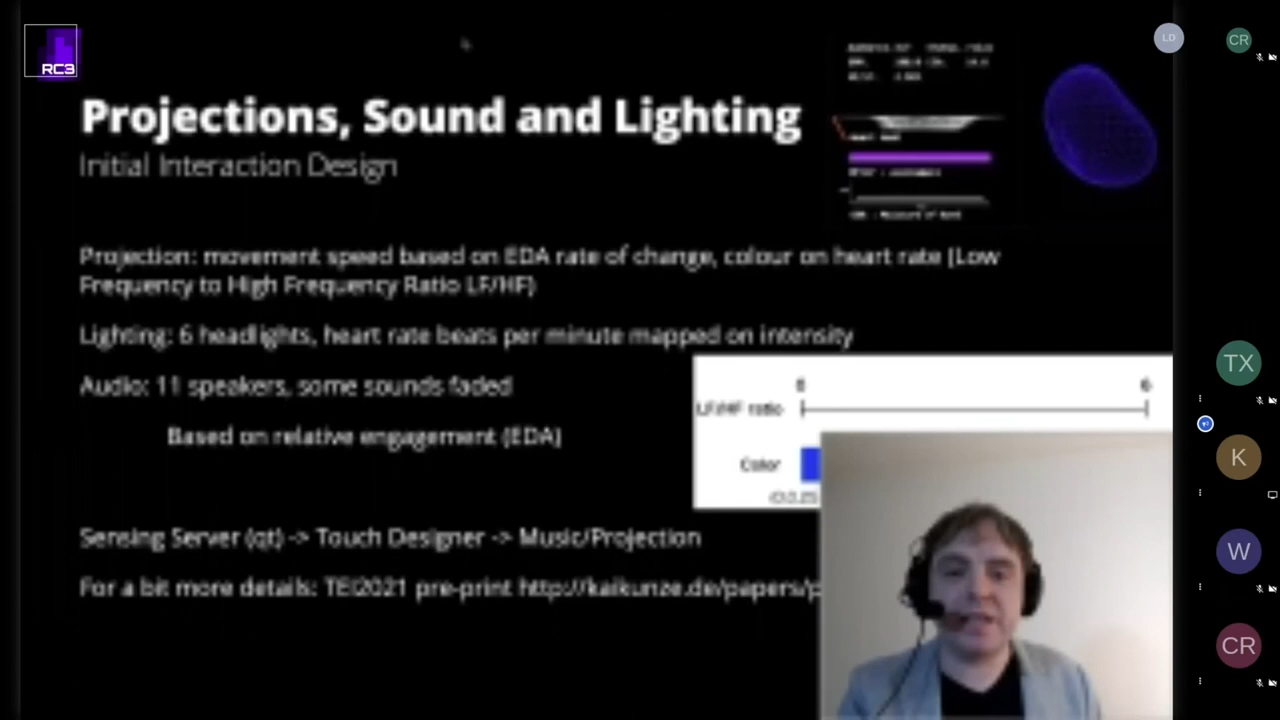 RC3
LD
CR
Projections, Sound and Lighting
Initial Interaction Design
Projection: movement speed based on EDA rate of change, colour on heart rate (Low
Frequency to High Frequency Ratio LF/HF)
Lighting: 6 headlights, heart rate beats per minute mapped on intensity
Audio: 11 speakers, some sounds faded
Based on relative engagement (EDA)
LF/HF ratio
6
Color
Sensing Server (qt) -> Touch Designer -> Music/Projection
For a bit more details: TEI2021 pre-print http://kaikunze.de/papers/p
TX
K
W
CR